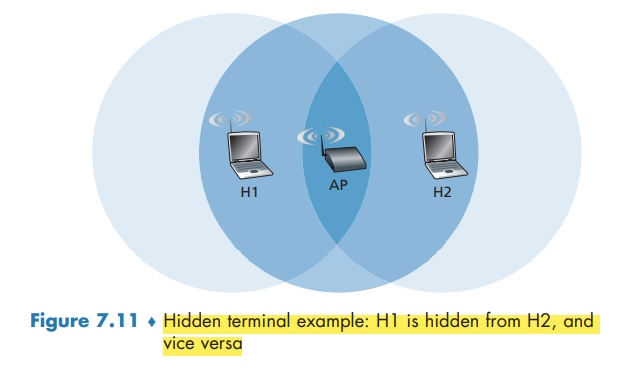 H1
AP
H2
Figure 7.11 ♦ Hidden terminal example: H1 is hidden from H2, and
vice versa